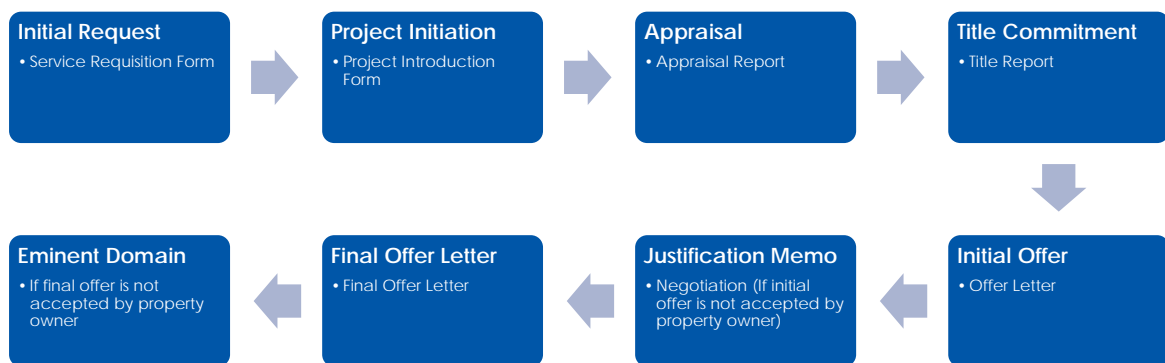 Initial Request
• Service Requisition Form
Project Initiation
• Project Introduction
Form
Appraisal
• Appraisal Report
Title Commitment
• Title Report
Initial Offer
• Offer Letter
Justification Memo
• Negotiation (If initial
offer is not accepted by
property owner)
Final Offer Letter
• Final Offer Letter
Eminent Domain
• If final offer is not
accepted by property
owner